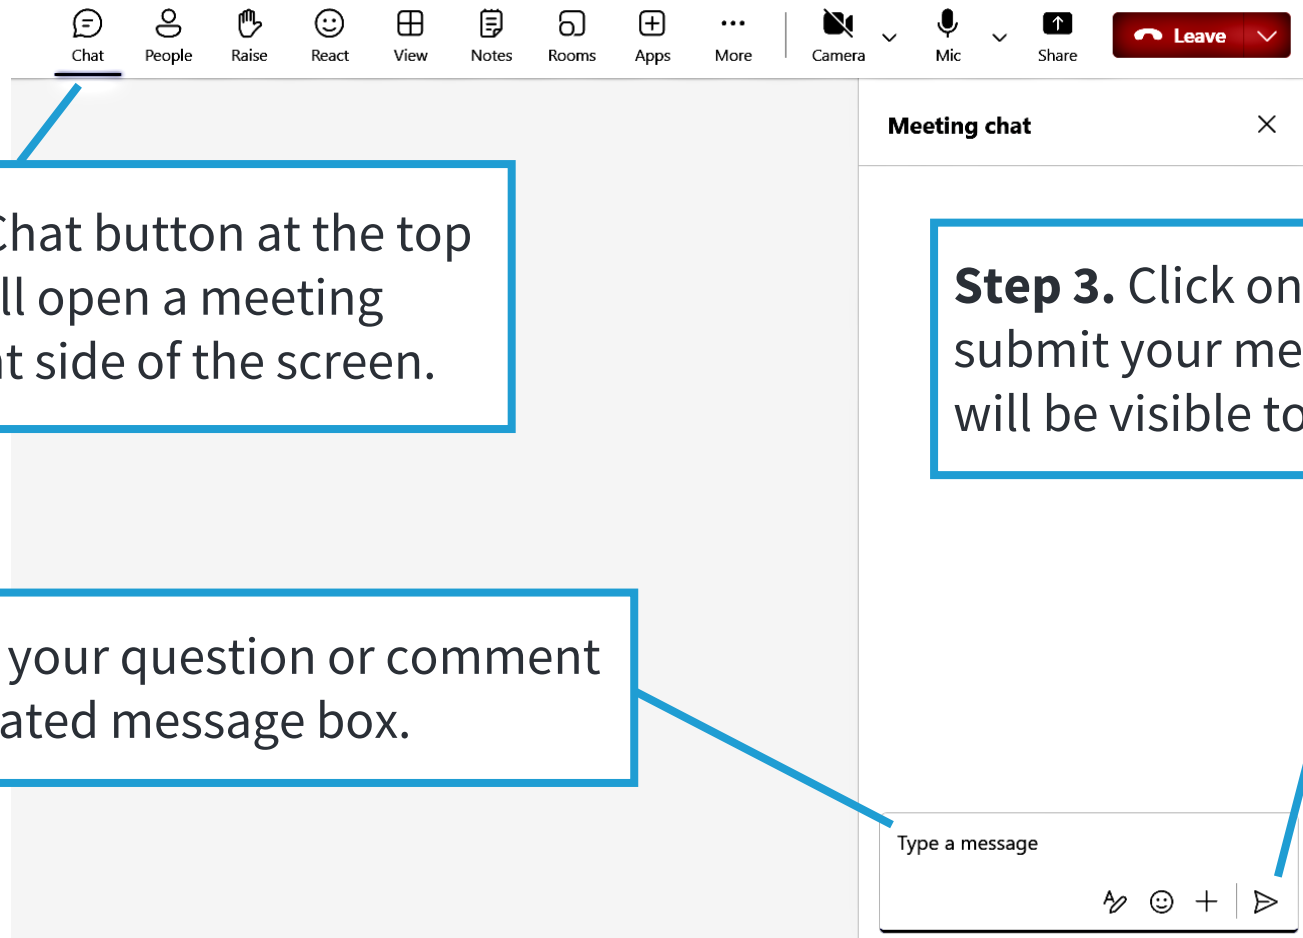 Chat People Raise React View Notes Rooms Apps More Camera Mic Share Leave
Meeting chat
Chat button at the top
ll open a meeting
t side of the screen.
Step 3. Click on
submit your me
will be visible to
your question or comment
ated message box.
Type a message